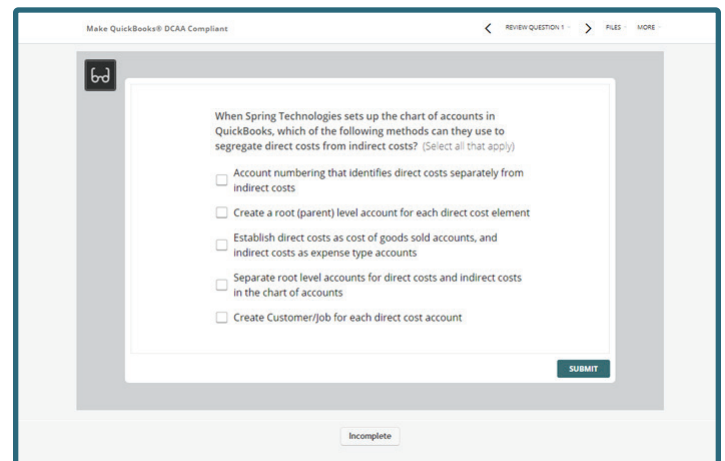 Make QuickBooks® DCAA Compliant
REVIEW QUESTION 1
FILES
MORE
When Spring Technologies sets up the chart of accounts in
QuickBooks, which of the following methods can they use to
segregate direct costs from indirect costs? (Select all that apply)
Account numbering that identifies direct costs separately from
indirect costs
Create a root (parent) level account for each direct cost element
Establish direct costs as cost of goods sold accounts, and
indirect costs as expense type accounts
Separate root level accounts for direct costs and indirect costs
in the chart of accounts
Create Customer/Job for each direct cost account
SUBMIT
Incomplete